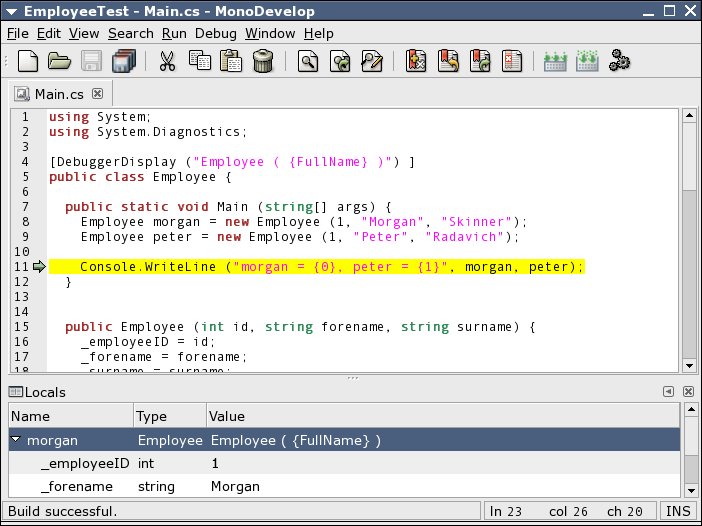 EmployeeTest - Main.cs - MonoDevelop
File Edit View Search Run Debug Window Help
Main.cs
1 using System;
2 using System.Diagnostics;
3
4 [DebuggerDisplay ("Employee ( {FullName} )") ]
5 public class Employee {
6
7 public static void Main (string[] args) {
8 Employee morgan = new Employee (1, "Morgan", "Skinner");
9 Employee peter = new Employee (1, "Peter", "Radavich");
10
11 Console.WriteLine ("morgan = {0}, peter = {1}", morgan, peter);
12 }
13
14
15 public Employee (int id, string forename, string surname) {
16 _employeeID = id;
17 _forename = forename;
18 _surname = surname;
Locals
Name Type Value
morgan Employee Employee ( {FullName} )
_employeeID int 1
_forename string Morgan
Build successful. ln 23 col 26 ch 20 INS